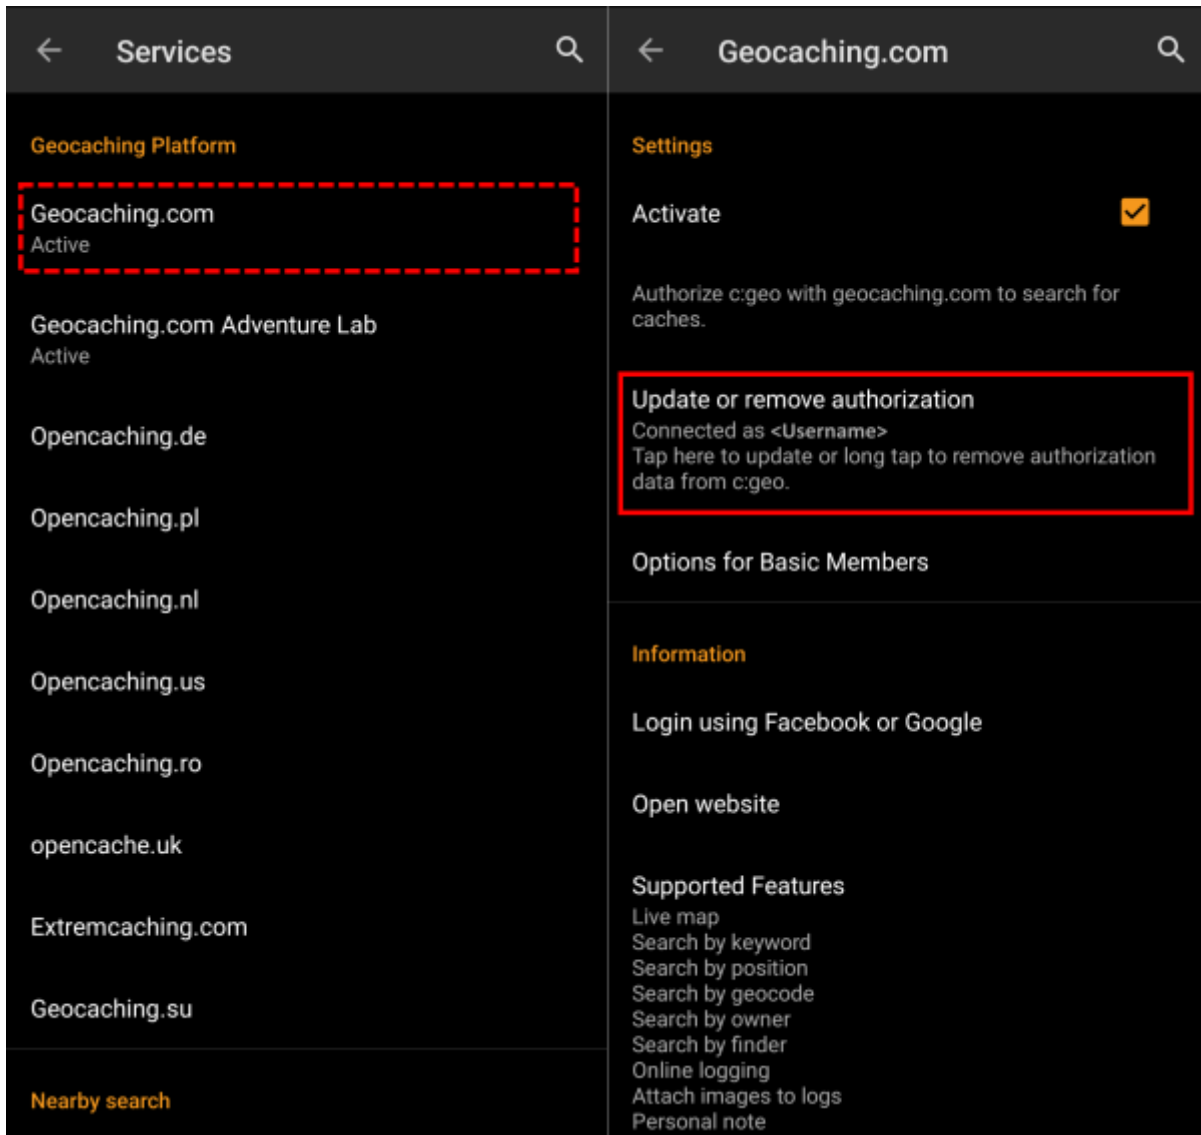 Services
Geocaching Platform
Geocaching.com
Active
Geocaching.com Adventure Lab
Active
Opencaching.de
Opencaching.pl
Opencaching.nl
Opencaching.us
Opencaching.ro
opencache.uk
Extremcaching.com
Geocaching.su
Nearby search
Geocaching.com
Settings
Activate
Authorize c:geo with geocaching.com to search for
caches.
Update or remove authorization
Connected as <Username>
Tap here to update or long tap to remove authorization
data from c:geo.
Options for Basic Members
Information
Login using Facebook or Google
Open website
Supported Features
Live map
Search by keyword
Search by position
Search by geocode
Search by owner
Search by finder
Online logging
Attach images to logs
Personal note